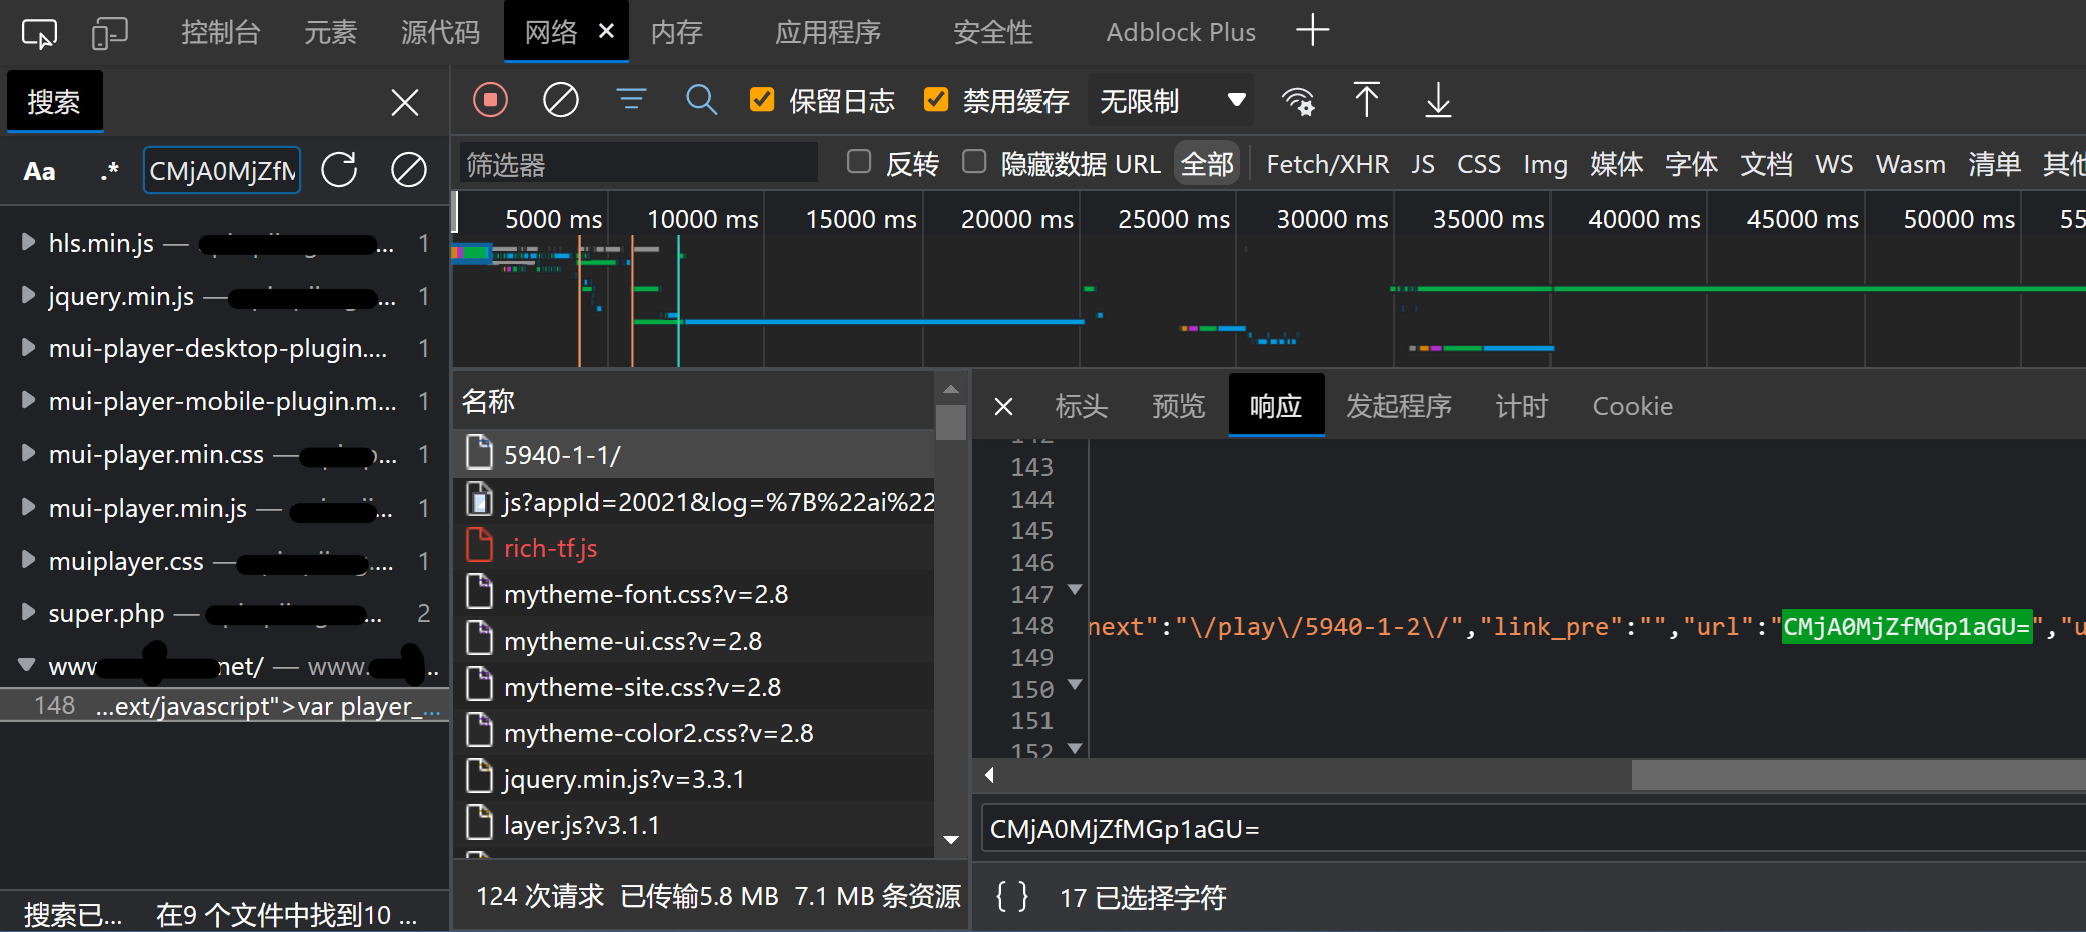 控制台 元素 源代码 网络 内存 应用程序 安全性 Adblock Plus
搜索
保留日志 禁用缓存 无限制
Aa .* CMjA0MjZfM
筛选器 反转 隐藏数据 URL 全部 Fetch/XHR JS CSS Img 媒体 字体 文档 WS Wasm 清单 其他
5000 ms 10000 ms 15000 ms 20000 ms 25000 ms 30000 ms 35000 ms 40000 ms 45000 ms 50000 ms 55
hls.min.js — ... 1
jquery.min.js — ... 1
mui-player-desktop-plugin.... 1
mui-player-mobile-plugin.m... 1
mui-player.min.css — ... 1
mui-player.min.js — ... 1
muiplayer.css — ... 1
super.php — ... 2
www net/ — www. ..
148 ...ext/javascript">var player_...
搜索已... 在9 个文件中找到10 ...
名称
5940-1-1/
js?appId=20021&log=%7B%22ai%22
rich-tf.js
mytheme-font.css?v=2.8
mytheme-ui.css?v=2.8
mytheme-site.css?v=2.8
mytheme-color2.css?v=2.8
jquery.min.js?v=3.3.1
layer.js?v3.1.1
124 次请求 已传输5.8 MB 7.1 MB 条资源
标头 预览 响应 发起程序 计时 Cookie
142
143
144
145
146
147
148 next":"\/play\/5940-1-2\/","link_pre":"","url":"CMjA0MjZfMGp1aGU=","u
149
150
151
152
CMjA0MjZfMGp1aGU=
{ } 17 已选择字符